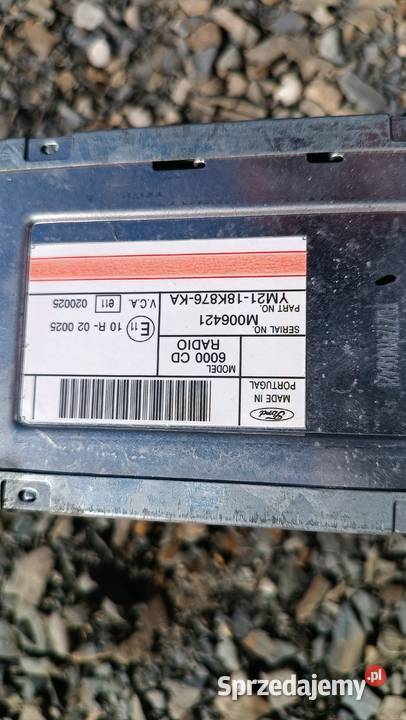 Ford
MADE IN
PORTUGAL
MODEL
6000 CD
RADIO
SERIAL NO.
M006421
PART NO.
YM21-18K876-KA
E 11
10 R - 02 0025
V.C.A.
e11
020025
Sprzedajemy.pl